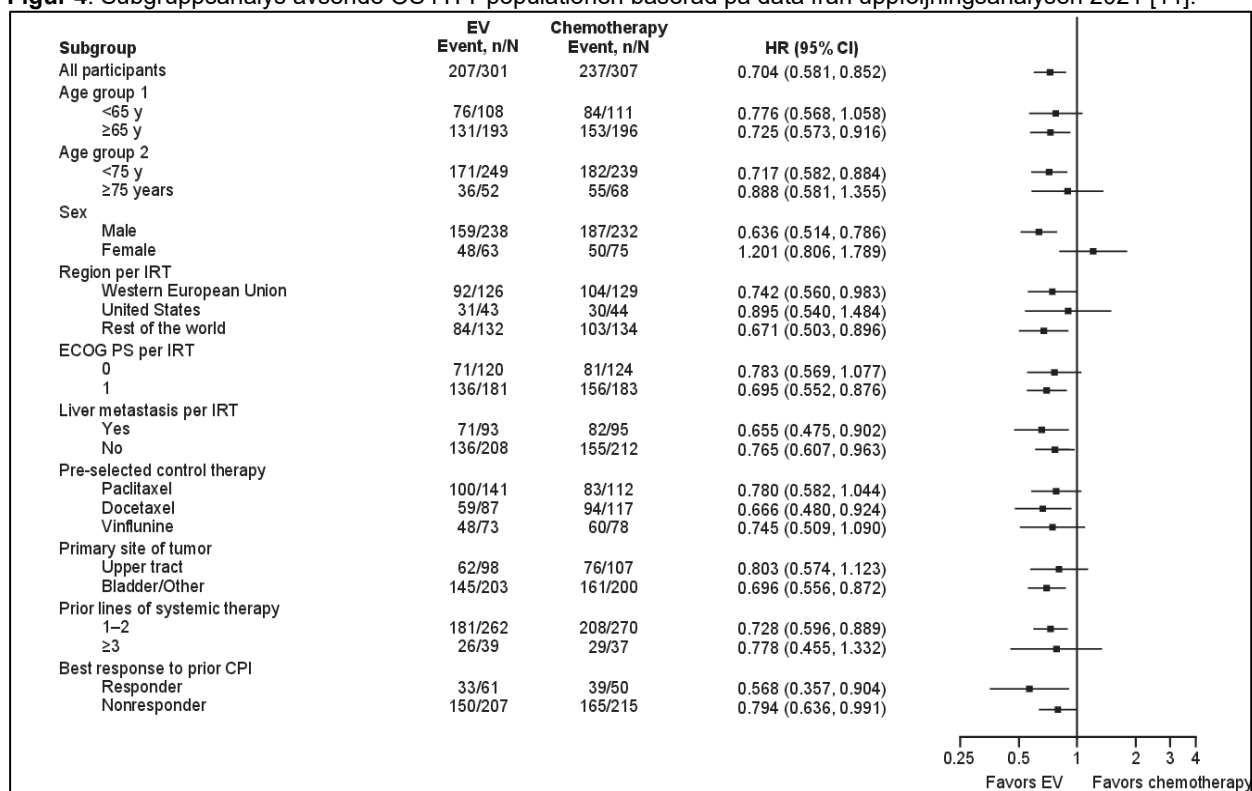 Figur 4. Subgruppsanalys avseende OS i ITT-populationen baserad på data från uppföljningsanalysen 2021 [11].
EV Chemotherapy
Subgroup Event, n/N Event, n/N HR (95% CI)
All participants 207/301 237/307 0.704 (0.581, 0.852)
Age group 1
<65 y 76/108 84/111 0.776 (0.568, 1.058)
≥65 y 131/193 153/196 0.725 (0.573, 0.916)
Age group 2
<75 y 171/249 182/239 0.717 (0.582, 0.884)
≥75 years 36/52 55/68 0.888 (0.581, 1.355)
Sex
Male 159/238 187/232 0.636 (0.514, 0.786)
Female 48/63 50/75 1.201 (0.806, 1.789)
Region per IRT
Western European Union 92/126 104/129 0.742 (0.560, 0.983)
United States 31/43 30/44 0.895 (0.540, 1.484)
Rest of the world 84/132 103/134 0.671 (0.503, 0.896)
ECOG PS per IRT
0 71/120 81/124 0.783 (0.569, 1.077)
1 136/181 156/183 0.695 (0.552, 0.876)
Liver metastasis per IRT
Yes 71/93 82/95 0.655 (0.475, 0.902)
No 136/208 155/212 0.765 (0.607, 0.963)
Pre-selected control therapy
Paclitaxel 100/141 83/112 0.780 (0.582, 1.044)
Docetaxel 59/87 94/117 0.666 (0.480, 0.924)
Vinflunine 48/73 60/78 0.745 (0.509, 1.090)
Primary site of tumor
Upper tract 62/98 76/107 0.803 (0.574, 1.123)
Bladder/Other 145/203 161/200 0.696 (0.556, 0.872)
Prior lines of systemic therapy
1–2 181/262 208/270 0.728 (0.596, 0.889)
≥3 26/39 29/37 0.778 (0.455, 1.332)
Best response to prior CPI
Responder 33/61 39/50 0.568 (0.357, 0.904)
Nonresponder 150/207 165/215 0.794 (0.636, 0.991)
0.25 0.5 1 2 3 4
Favors EV Favors chemotherapy